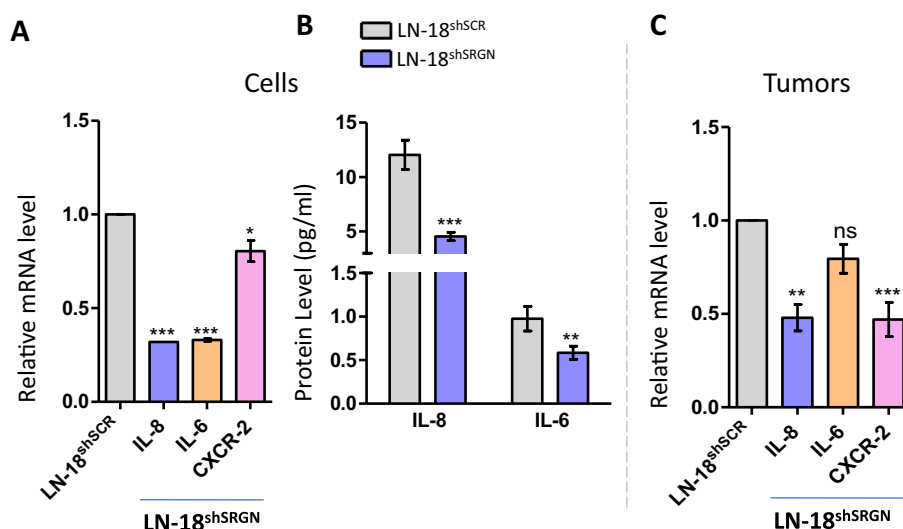 A
Cells
Relative mRNA level
1.5
1.0
0.5
0.0
***
***
*
LN-18shSCR
IL-8
IL-6
CXCR-2
LN-18shSRGN
B
LN-18shSCR
LN-18shSRGN
Protein Level (pg/ml)
15
10
5
1.5
1.0
0.5
0.0
***
**
IL-8
IL-6
C
Tumors
Relative mRNA level
1.5
1.0
0.5
0.0
**
ns
***
LN-18shSCR
IL-8
IL-6
CXCR-2
LN-18shSRGN